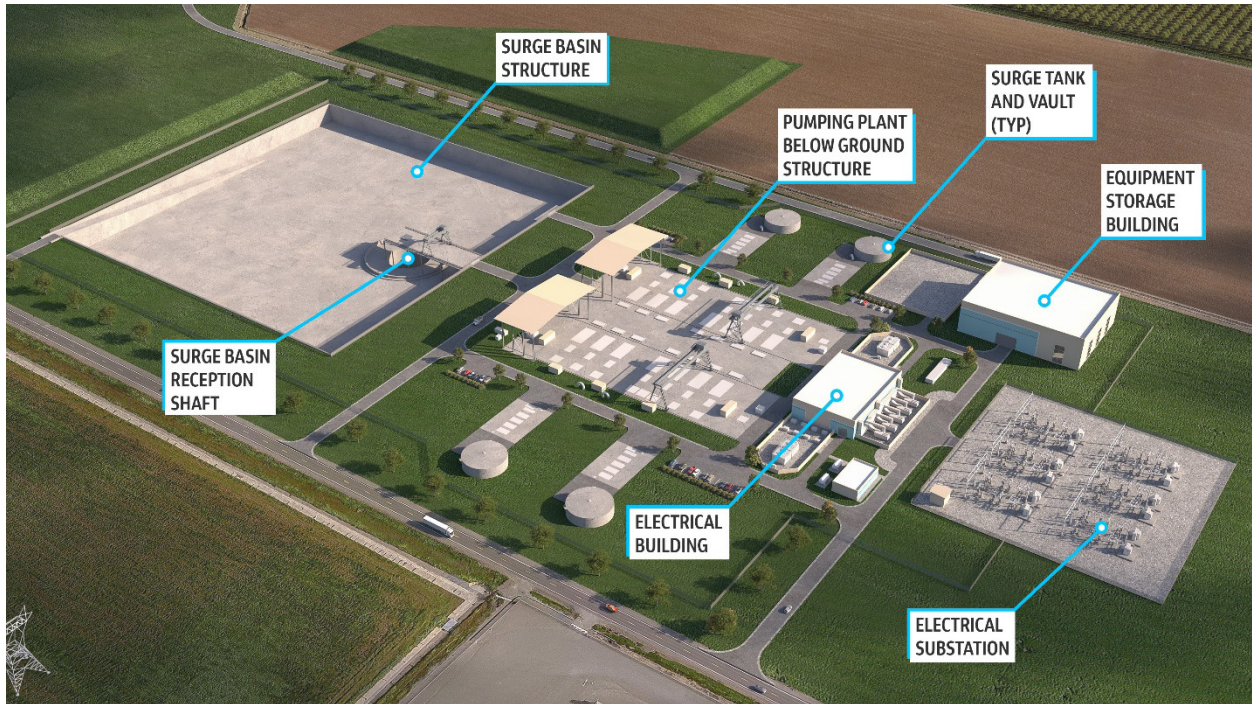 SURGE BASIN
STRUCTURE
SURGE TANK
AND VAULT
(TYP)
PUMPING PLANT
BELOW GROUND
STRUCTURE
EQUIPMENT
STORAGE
BUILDING
SURGE BASIN
RECEPTION
SHAFT
ELECTRICAL
BUILDING
ELECTRICAL
SUBSTATION